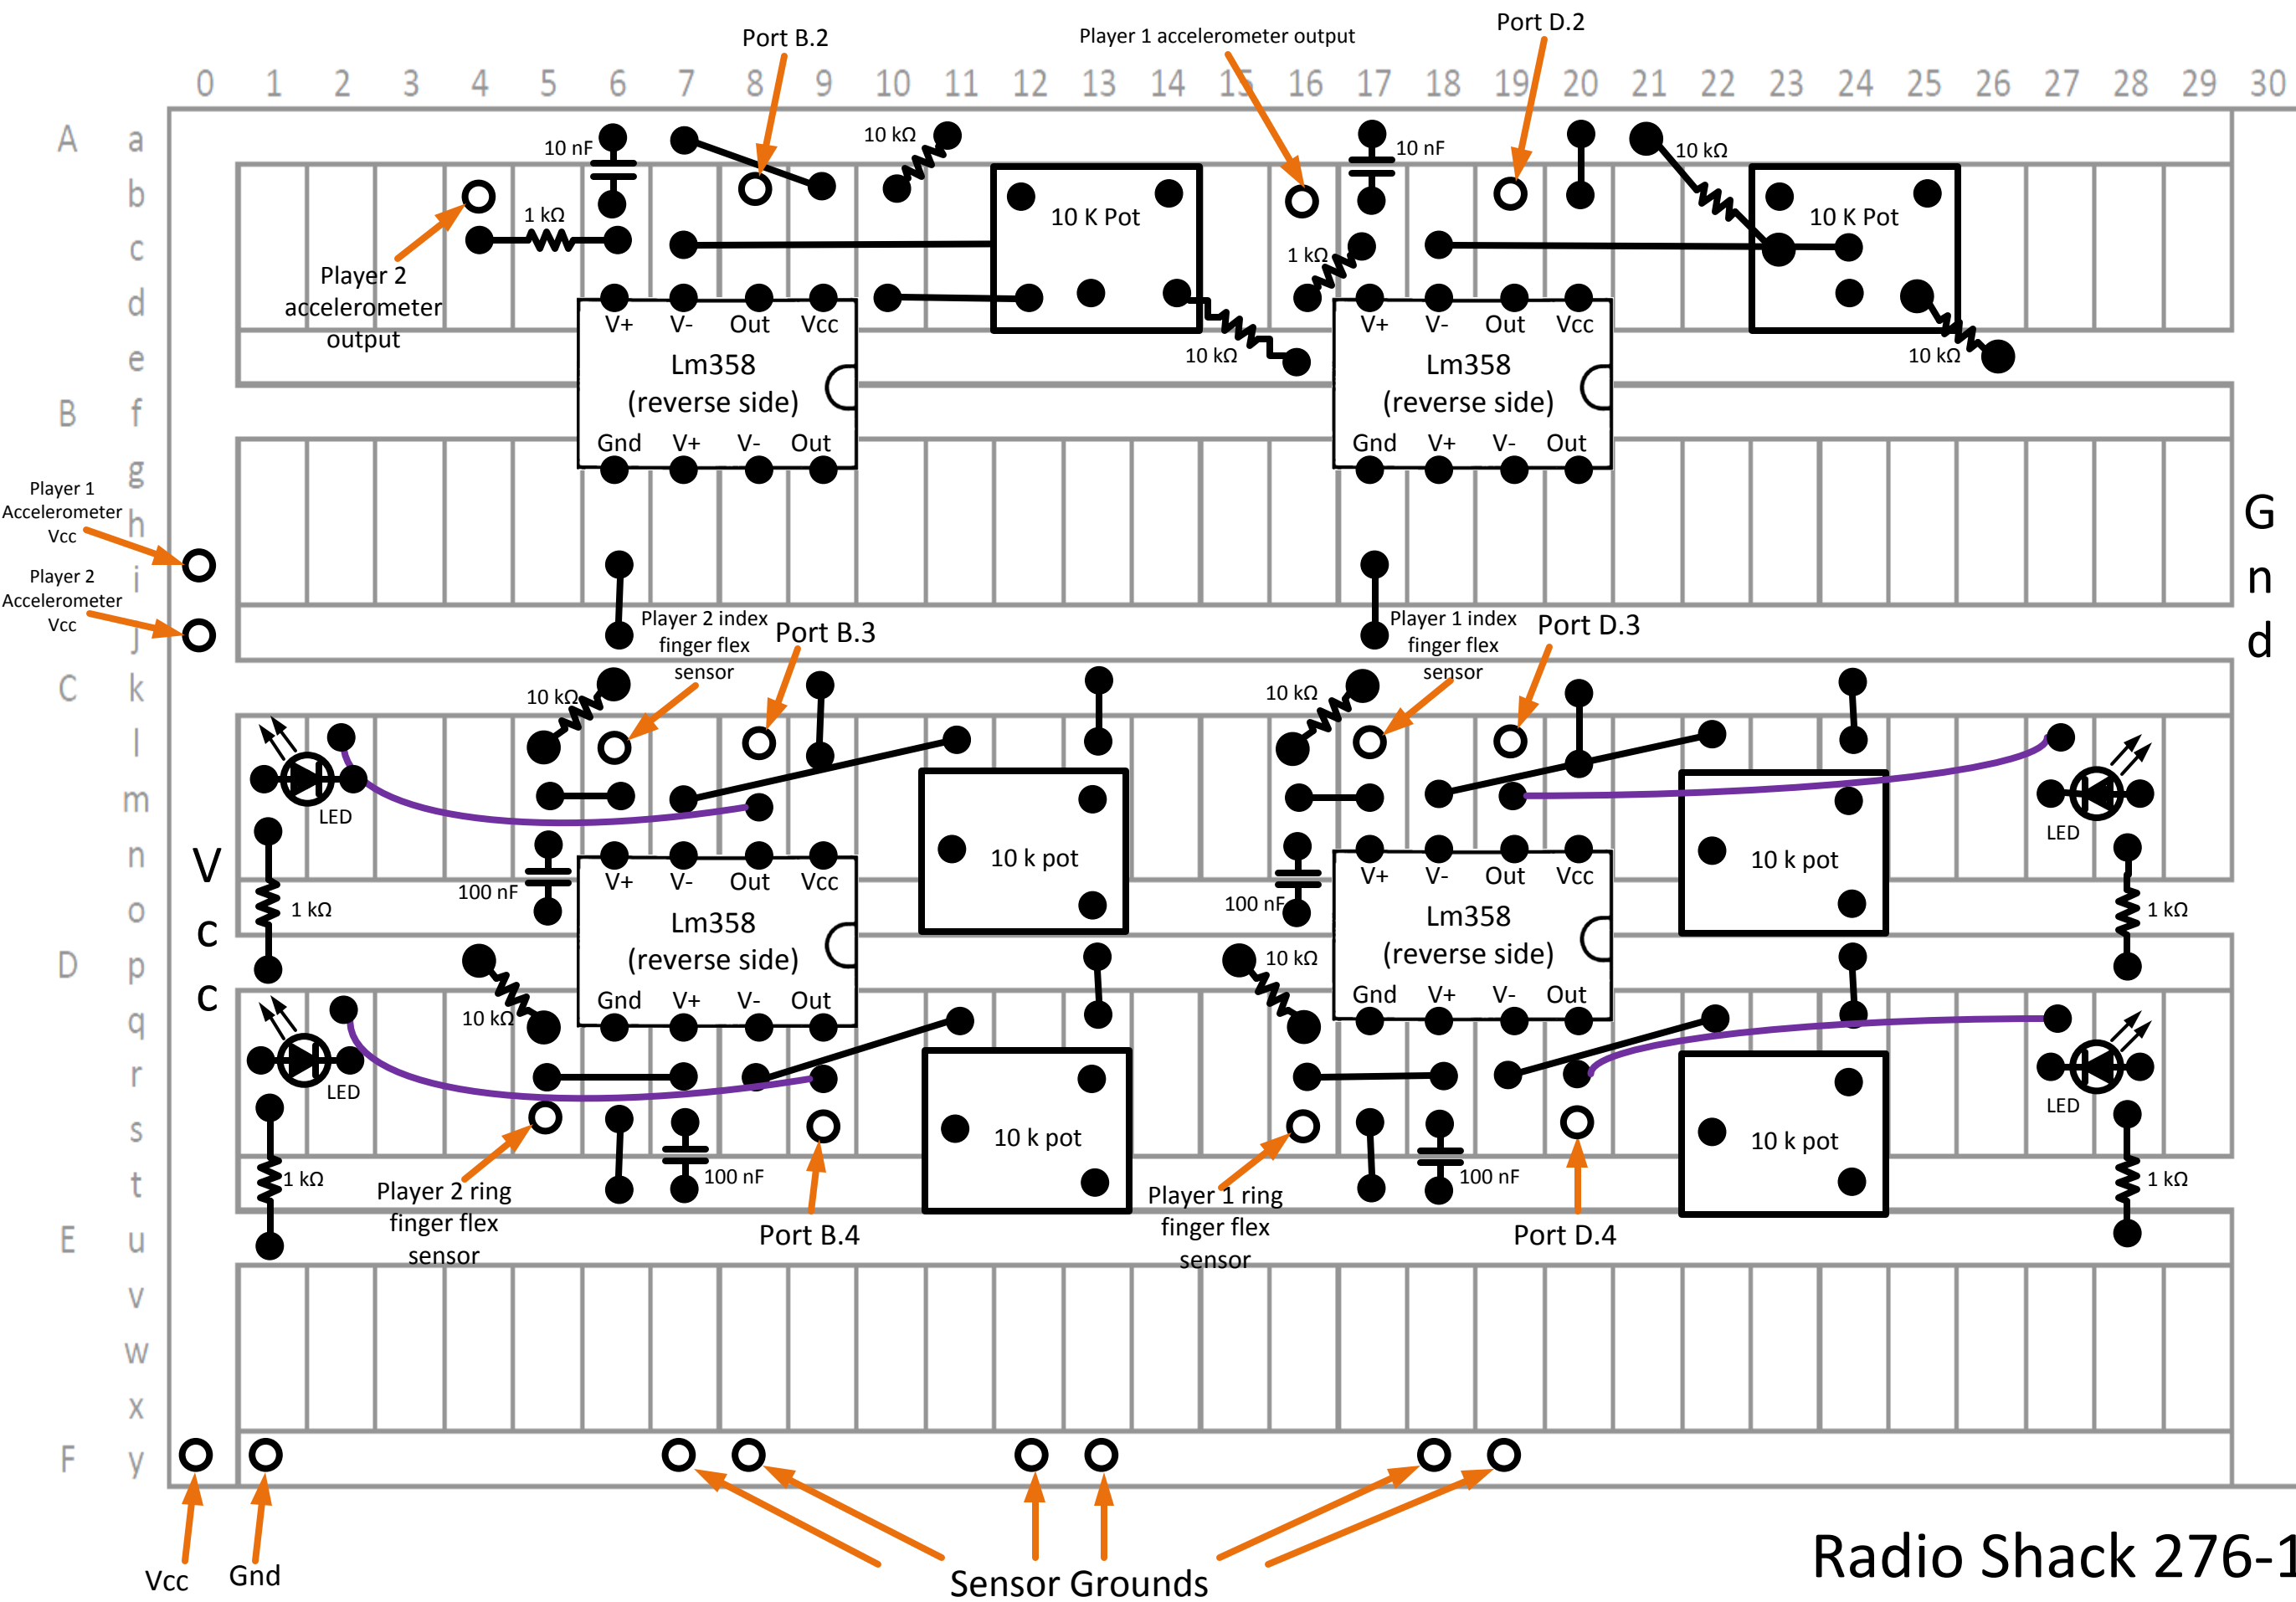 Port B.2
Player 1 accelerometer output
Port D.2
0 1 2 3 4 5 6 7 8 9 10 11 12 13 14 15 16 17 18 19 20 21 22 23 24 25 26 27 28 29 30
A a
10 nF
10 kΩ
10 nF
10 kΩ
b
1 kΩ
10 K Pot
10 K Pot
c
1 kΩ
Player 2
accelerometer
output
d
V+ V- Out Vcc
V+ V- Out Vcc
10 kΩ
10 kΩ
e
Lm358
(reverse side)
Lm358
(reverse side)
B f
Gnd V+ V- Out
Gnd V+ V- Out
g
Player 1
Accelerometer
Vcc
h
G
n
d
i
Player 2
Accelerometer
Vcc
j
Player 2 index
finger flex
sensor
Port B.3
Player 1 index
finger flex
sensor
Port D.3
C k
10 kΩ
10 kΩ
l
m
LED
LED
n
V
c
c
10 k pot
10 k pot
V+ V- Out Vcc
V+ V- Out Vcc
100 nF
100 nF
o
1 kΩ
1 kΩ
Lm358
(reverse side)
Lm358
(reverse side)
D p
10 kΩ
10 kΩ
Gnd V+ V- Out
Gnd V+ V- Out
q
r
LED
LED
s
10 k pot
10 k pot
t
1 kΩ
100 nF
100 nF
1 kΩ
Player 2 ring
finger flex
sensor
Port B.4
Player 1 ring
finger flex
sensor
Port D.4
E u
v
w
x
F y
Vcc
Gnd
Sensor Grounds
Radio Shack 276-1